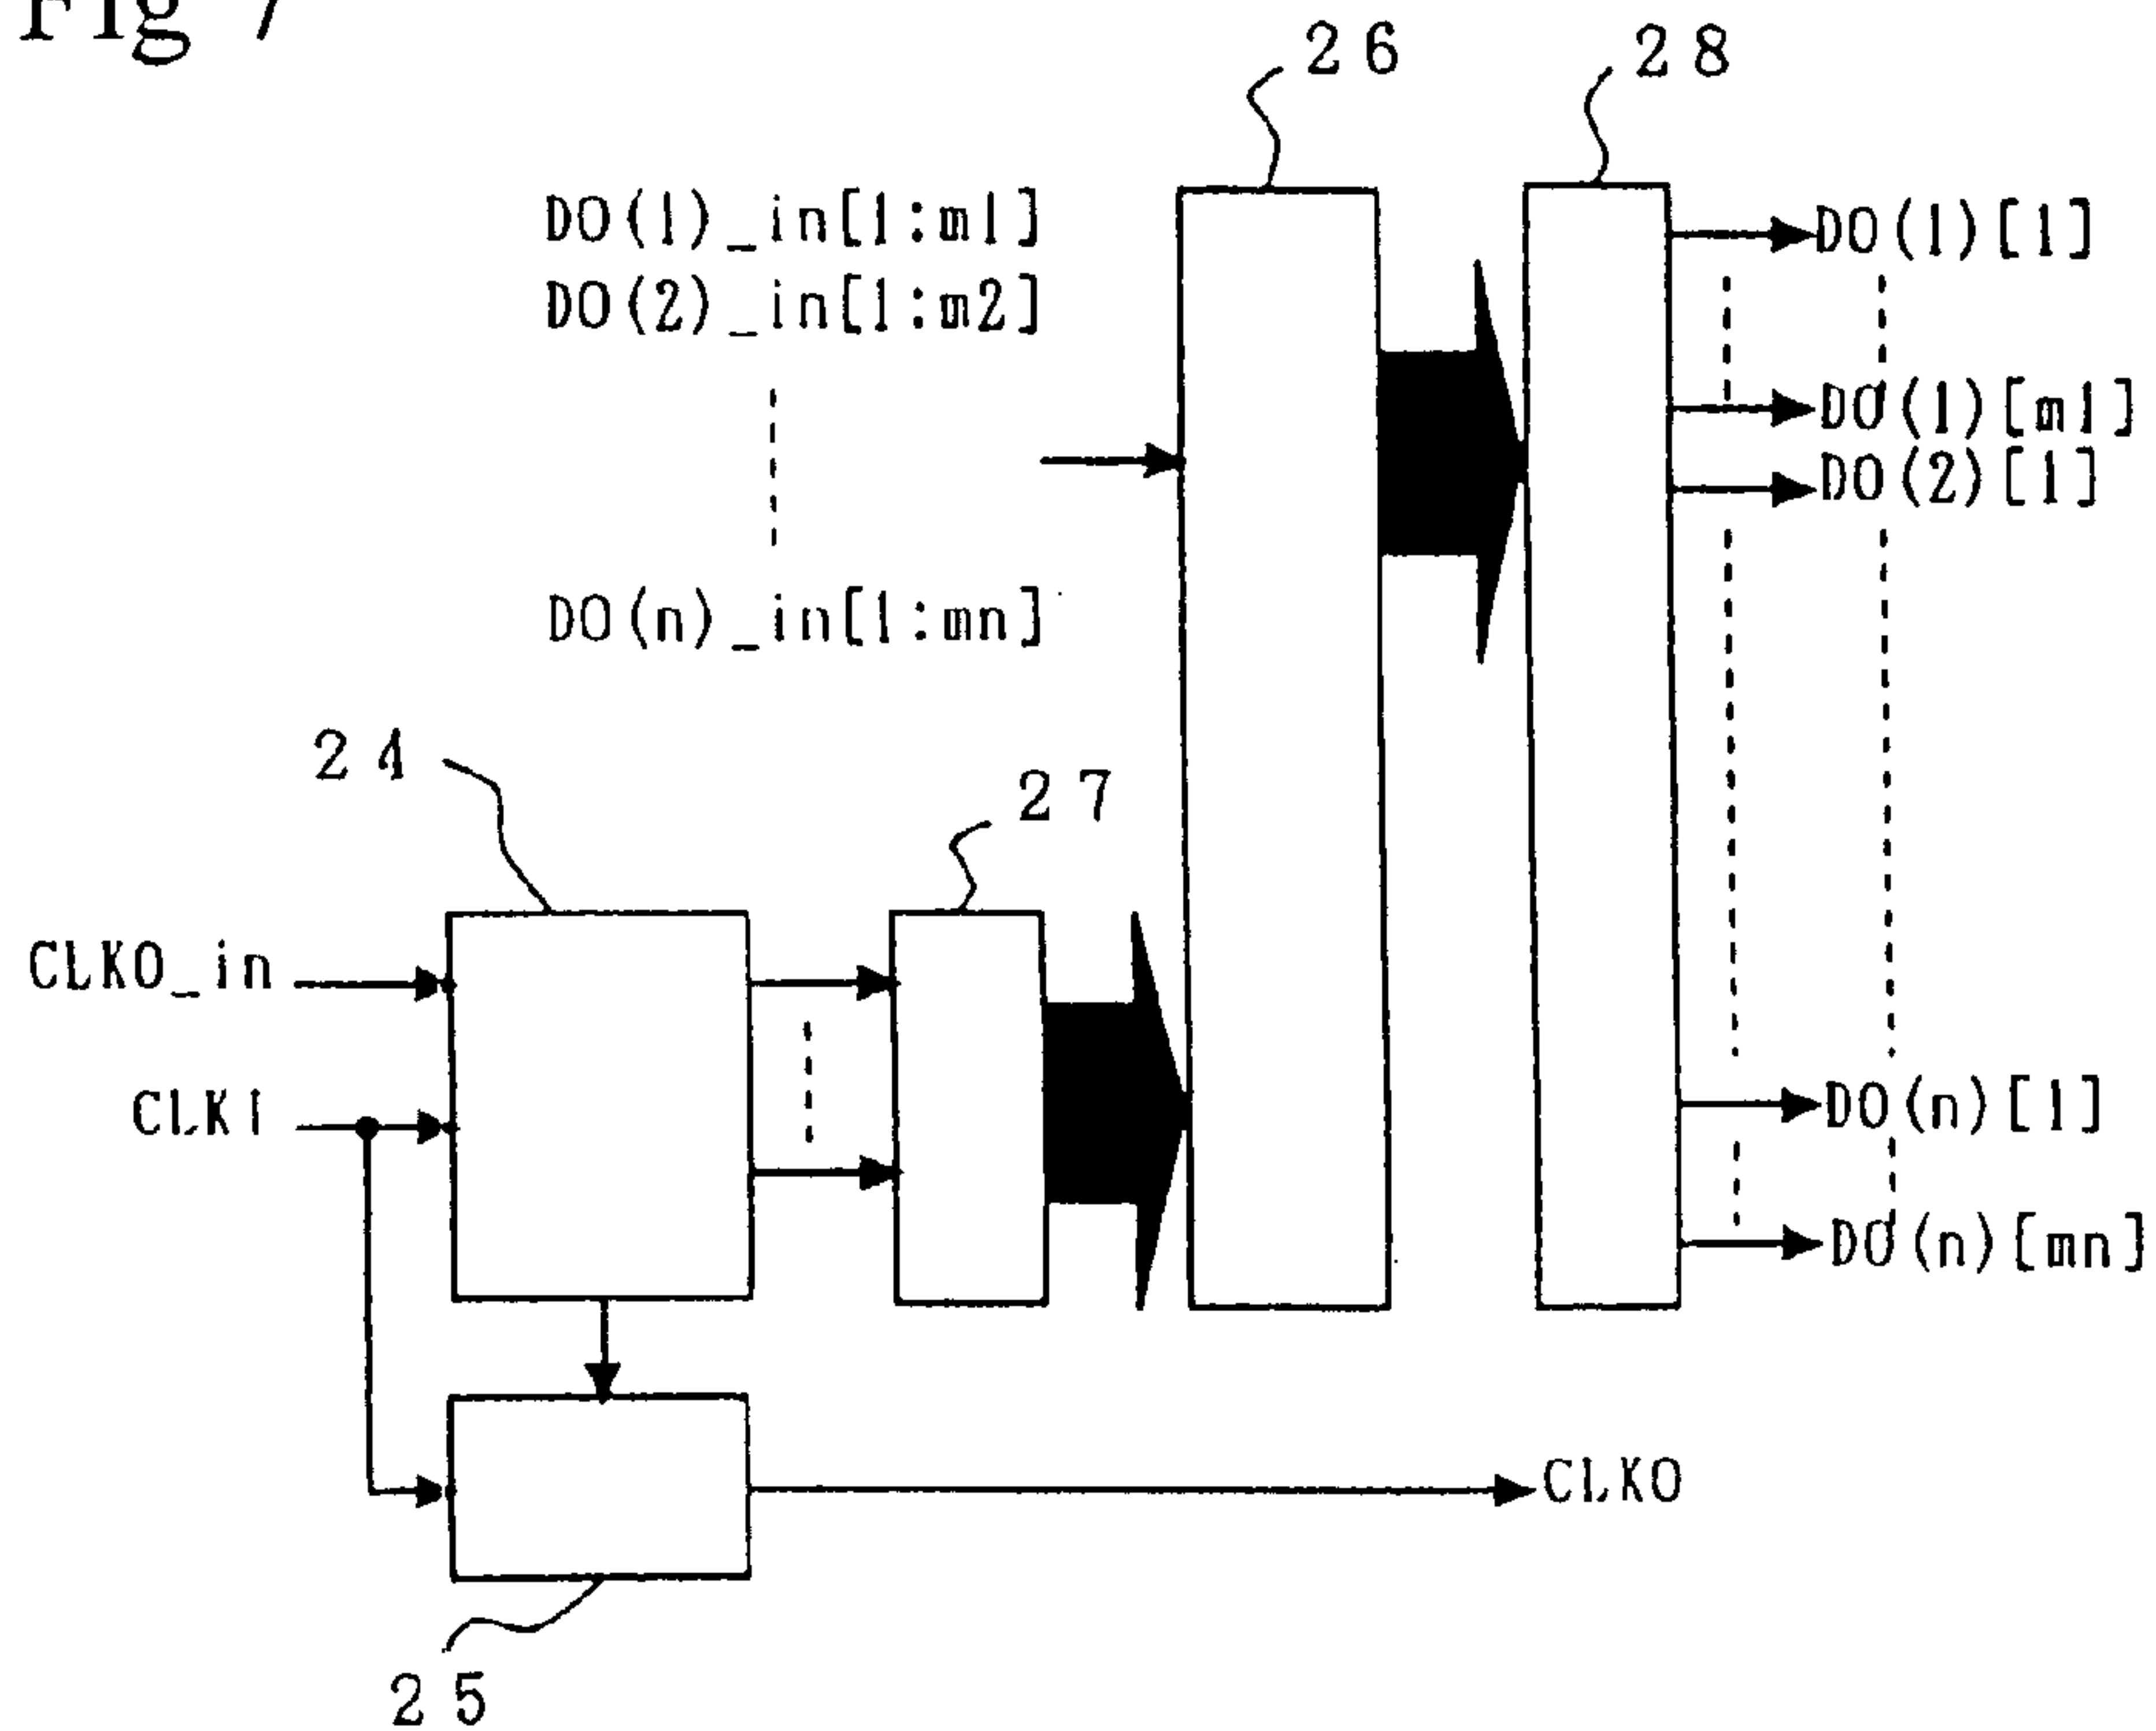 Fig 7
26
28
DO(1)_in[1:m1]
DO(2)_in[1:m2]
DO(n)_in[1:mn]
DO(1)[1]
DO(1)[m1]
DO(2)[1]
24
27
CLKO_in
CLKI
DO(n)[1]
DO(n)[mn]
CLKO
25